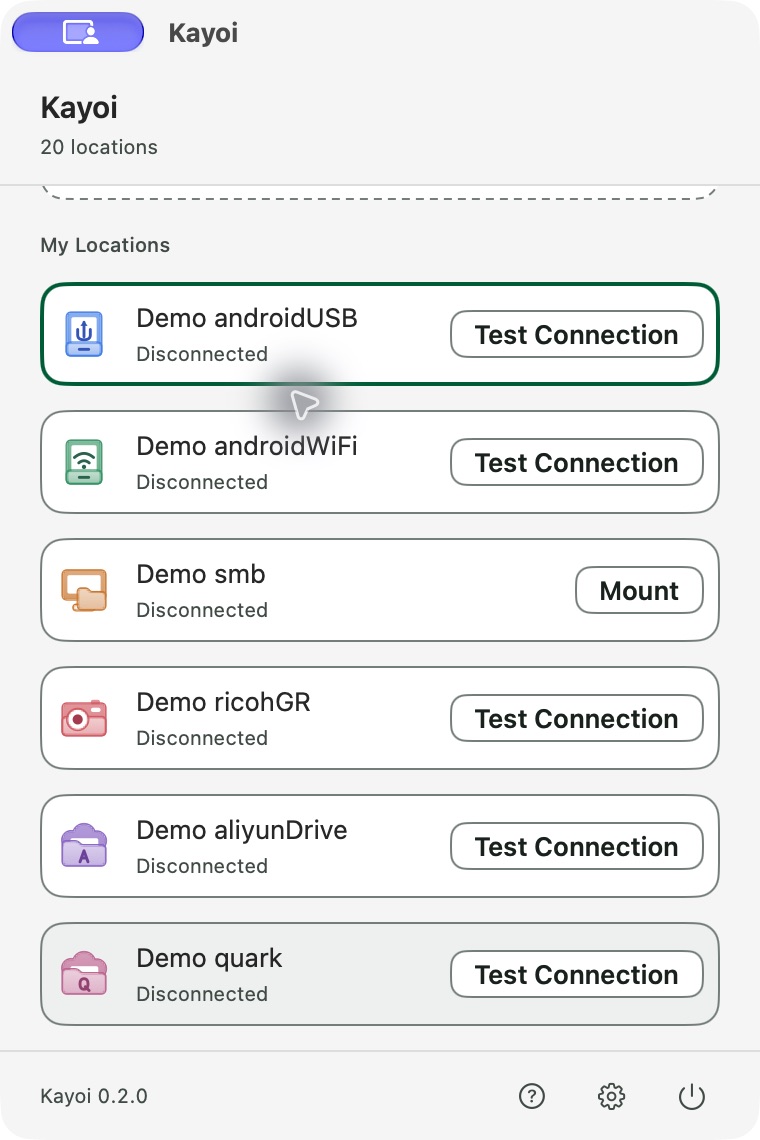 Kayoi
Kayoi
20 locations
My Locations
Demo androidUSB
Disconnected
Test Connection
Demo androidWiFi
Disconnected
Test Connection
Demo smb
Disconnected
Mount
Demo ricohGR
Disconnected
Test Connection
A
Demo aliyunDrive
Disconnected
Test Connection
Q
Demo quark
Disconnected
Test Connection
Kayoi 0.2.0
?